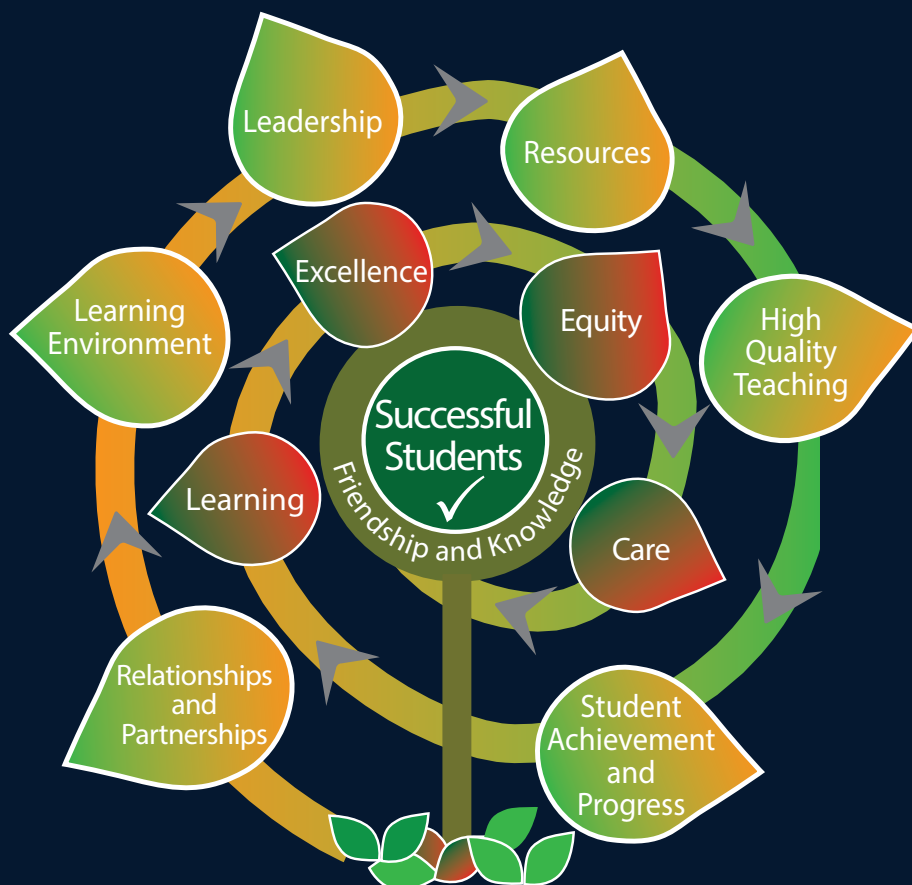 Leadership
Resources
Excellence
Equity
Learning
Environment
High
Quality
Teaching
Successful
Students
Friendship and Knowledge
Learning
Care
Relationships
and
Partnerships
Student
Achievement
and
Progress